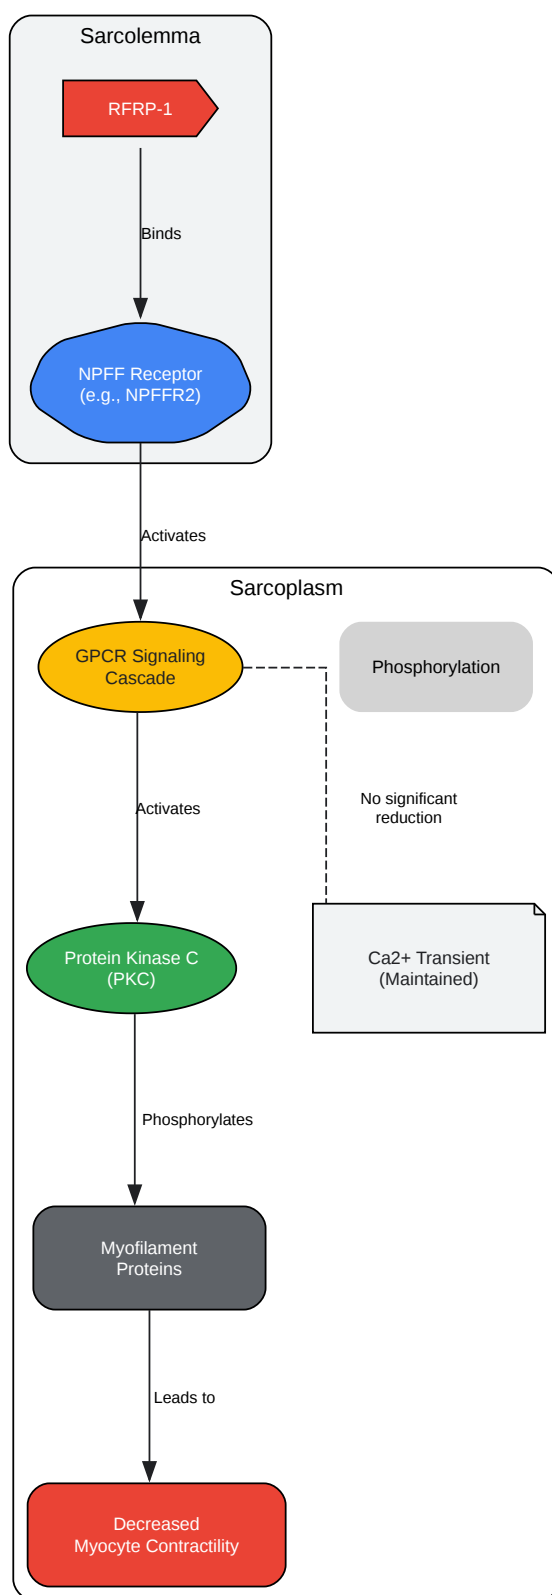 Sarcolemma
RFRP-1
Binds
NPFF Receptor
(e.g., NPFFR2)
Activates
Sarcoplasm
GPCR Signaling
Cascade
Phosphorylation
Activates
No significant
reduction
Protein Kinase C
(PKC)
Ca2+ Transient
(Maintained)
Phosphorylates
Myofilament
Proteins
Leads to
Decreased
Myocyte Contractility